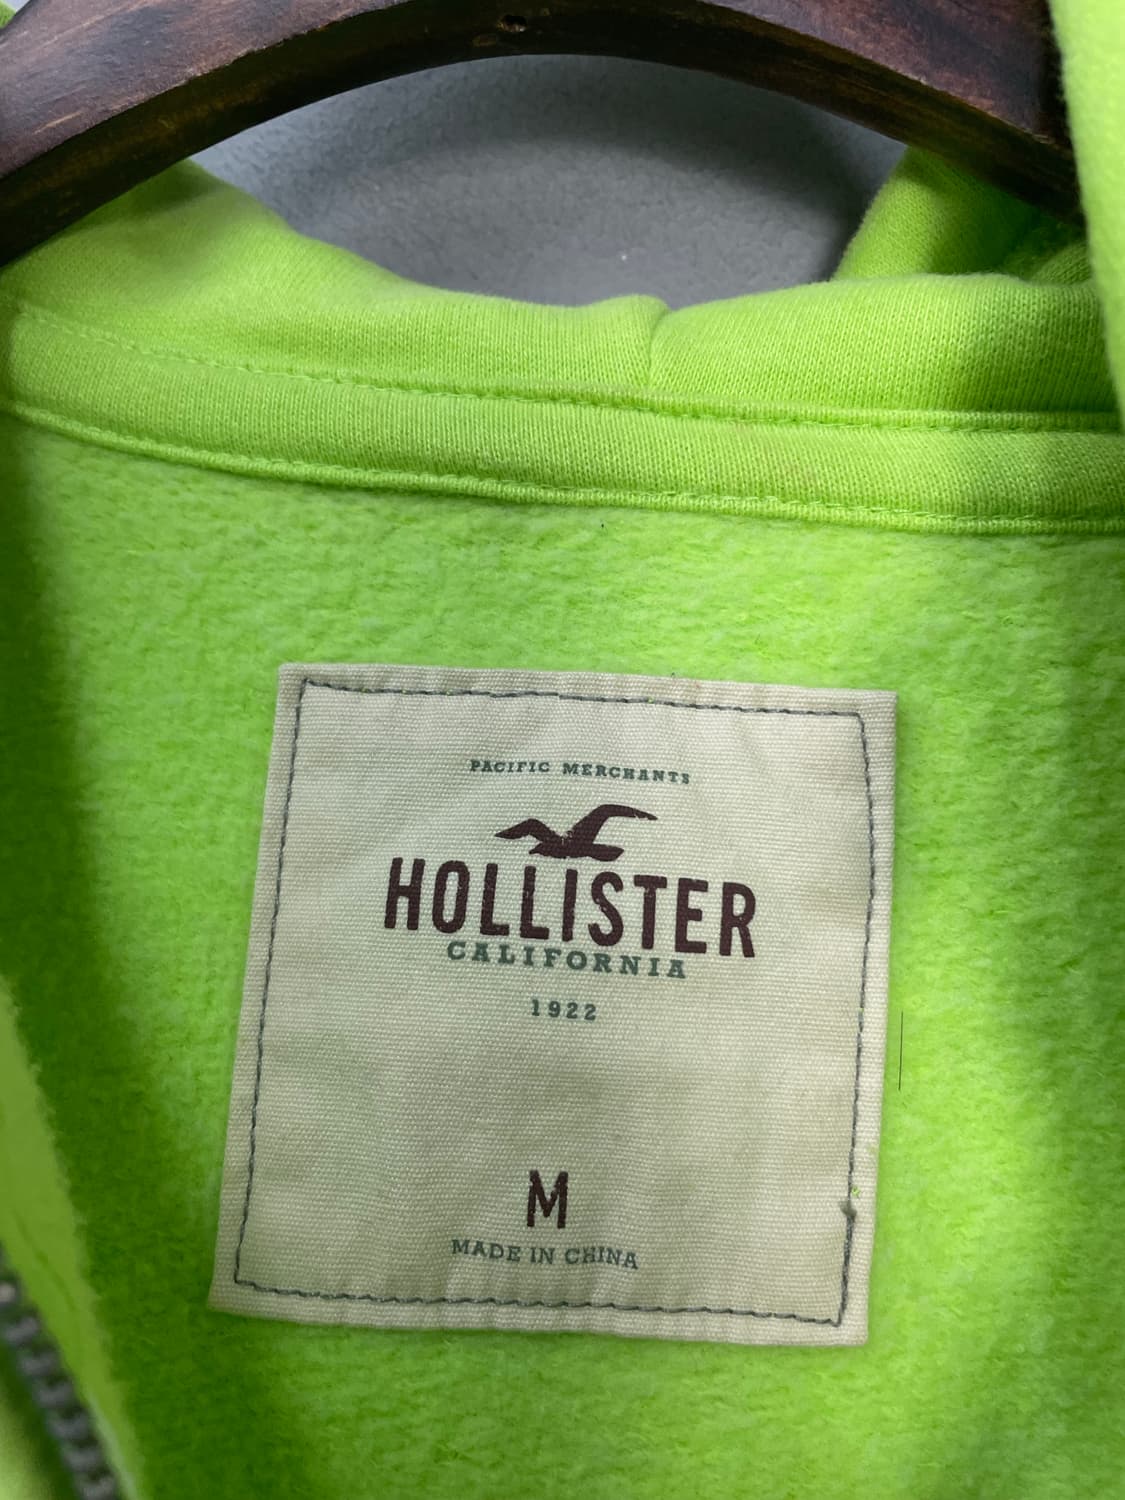 PACIFIC MERCHANTS
HOLLISTER
CALIFORNIA
1922
M
MADE IN CHINA